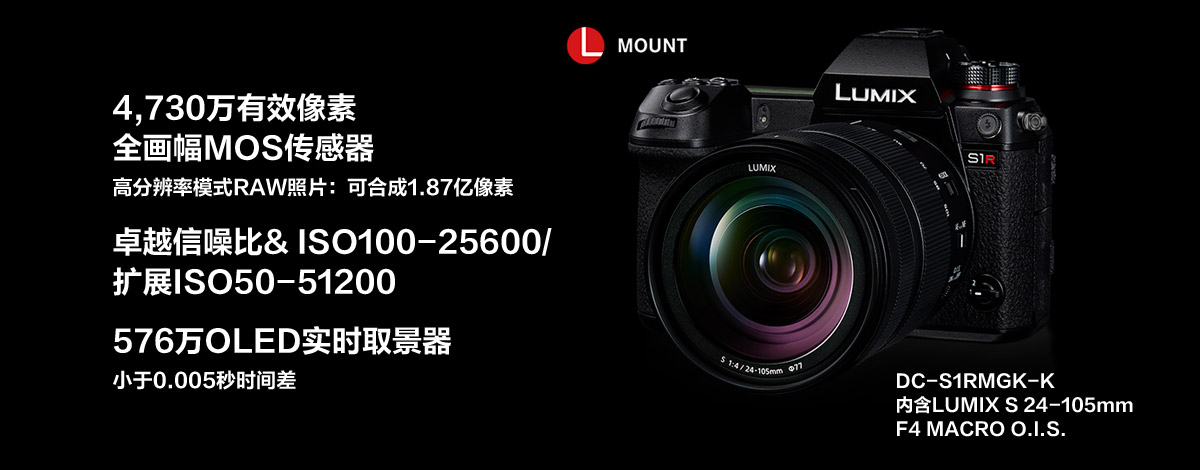 L MOUNT
4,730万有效像素
全画幅MOS传感器
高分辨率模式RAW照片：可合成1.87亿像素
卓越信噪比& ISO100-25600/
扩展ISO50-51200
576万OLED实时取景器
小于0.005秒时间差
LUMIX
S1R
LUMIX
S 1:4 / 24-105mm Φ77
DC-S1RMGK-K
内含LUMIX S 24-105mm
F4 MACRO O.I.S.